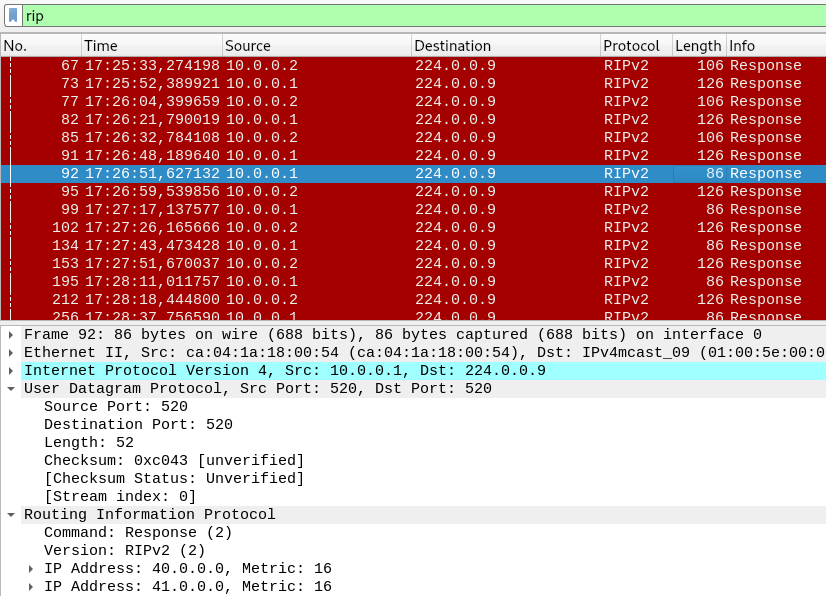 rip
No. Time Source Destination Protocol Length Info
67 17:25:33,274198 10.0.0.2 224.0.0.9 RIPv2 106 Response
73 17:25:52,389921 10.0.0.1 224.0.0.9 RIPv2 126 Response
77 17:26:04,399659 10.0.0.2 224.0.0.9 RIPv2 106 Response
82 17:26:21,790019 10.0.0.1 224.0.0.9 RIPv2 126 Response
85 17:26:32,784108 10.0.0.2 224.0.0.9 RIPv2 106 Response
91 17:26:48,189640 10.0.0.1 224.0.0.9 RIPv2 126 Response
92 17:26:51,627132 10.0.0.1 224.0.0.9 RIPv2 86 Response
95 17:26:59,539856 10.0.0.2 224.0.0.9 RIPv2 126 Response
99 17:27:17,137577 10.0.0.1 224.0.0.9 RIPv2 86 Response
102 17:27:26,165666 10.0.0.2 224.0.0.9 RIPv2 126 Response
134 17:27:43,473428 10.0.0.1 224.0.0.9 RIPv2 86 Response
153 17:27:51,670037 10.0.0.2 224.0.0.9 RIPv2 126 Response
195 17:28:11,011757 10.0.0.1 224.0.0.9 RIPv2 86 Response
212 17:28:18,444800 10.0.0.2 224.0.0.9 RIPv2 126 Response
256 17:28:37,756590 10.0.0.1 224.0.0.9 RIPv2 86 Response
Frame 92: 86 bytes on wire (688 bits), 86 bytes captured (688 bits) on interface 0
Ethernet II, Src: ca:04:1a:18:00:54 (ca:04:1a:18:00:54), Dst: IPv4mcast_09 (01:00:5e:00:0
Internet Protocol Version 4, Src: 10.0.0.1, Dst: 224.0.0.9
User Datagram Protocol, Src Port: 520, Dst Port: 520
Source Port: 520
Destination Port: 520
Length: 52
Checksum: 0xc043 [unverified]
[Checksum Status: Unverified]
[Stream index: 0]
Routing Information Protocol
Command: Response (2)
Version: RIPv2 (2)
IP Address: 40.0.0.0, Metric: 16
IP Address: 41.0.0.0, Metric: 16